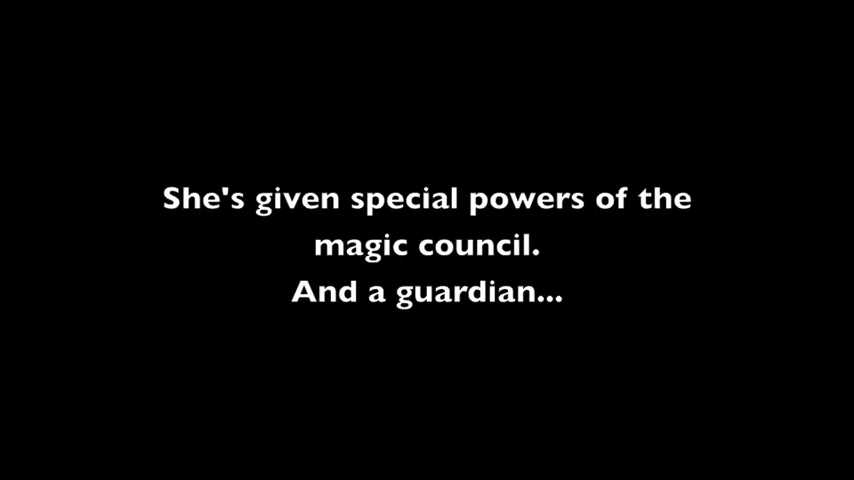 She's given special powers of the
magic council.
And a guardian...